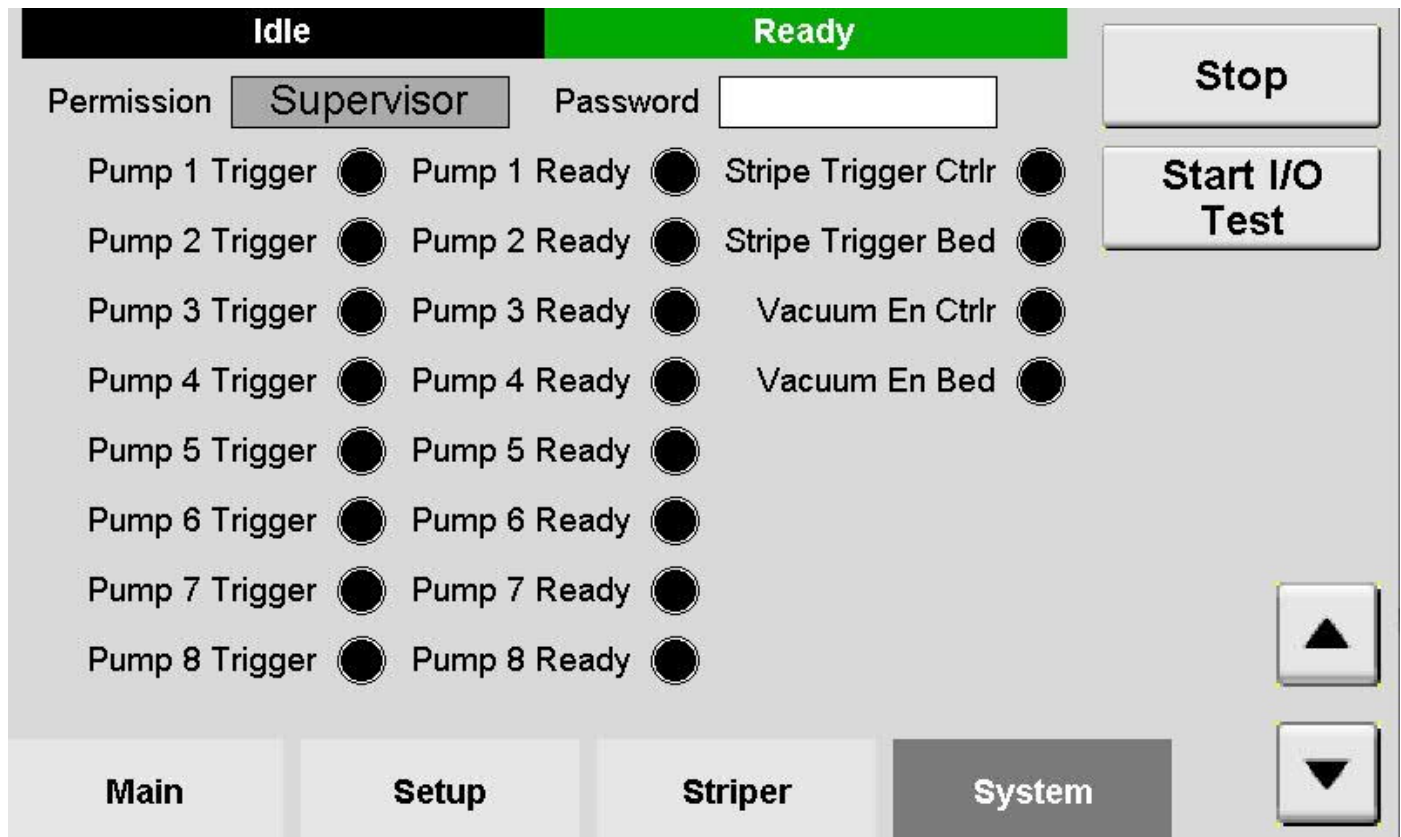 Idle Ready
Stop
Permission Supervisor Password
Pump 1 Trigger Pump 1 Ready Stripe Trigger Ctrlr
Start I/O
Test
Pump 2 Trigger Pump 2 Ready Stripe Trigger Bed
Pump 3 Trigger Pump 3 Ready Vacuum En Ctrlr
Pump 4 Trigger Pump 4 Ready Vacuum En Bed
Pump 5 Trigger Pump 5 Ready
Pump 6 Trigger Pump 6 Ready
Pump 7 Trigger Pump 7 Ready
Pump 8 Trigger Pump 8 Ready
Main Setup Striper System